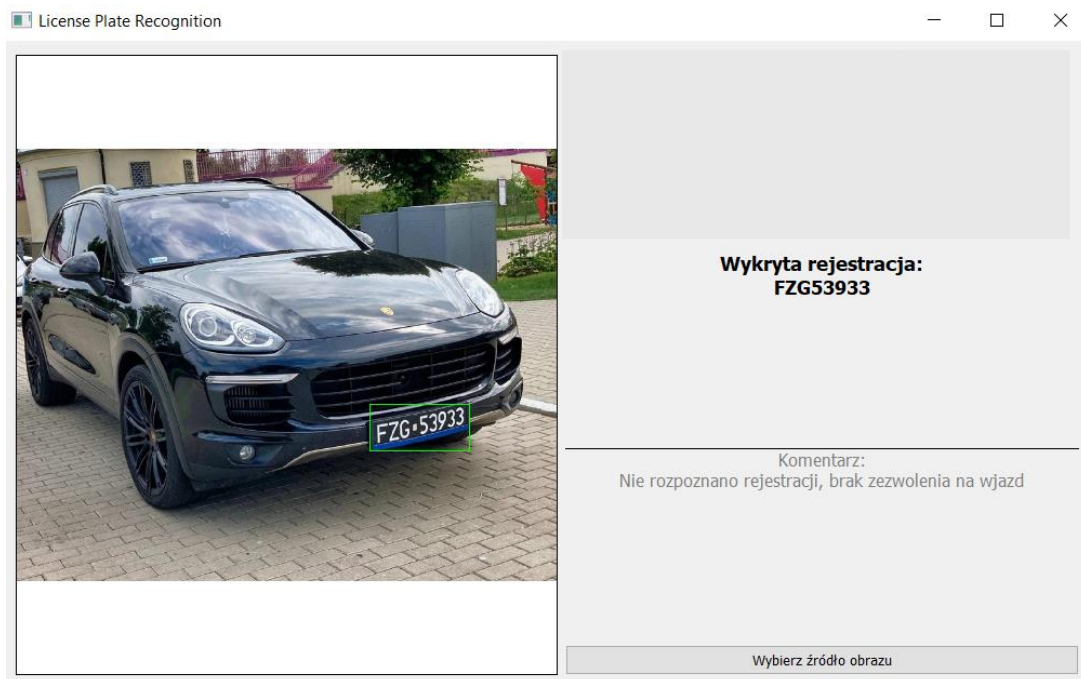 License Plate Recognition
FZG 53933
Wykryta rejestracja:
FZG53933
Komentarz:
Nie rozpoznano rejestracji, brak zezwolenia na wjazd
Wybierz źródło obrazu